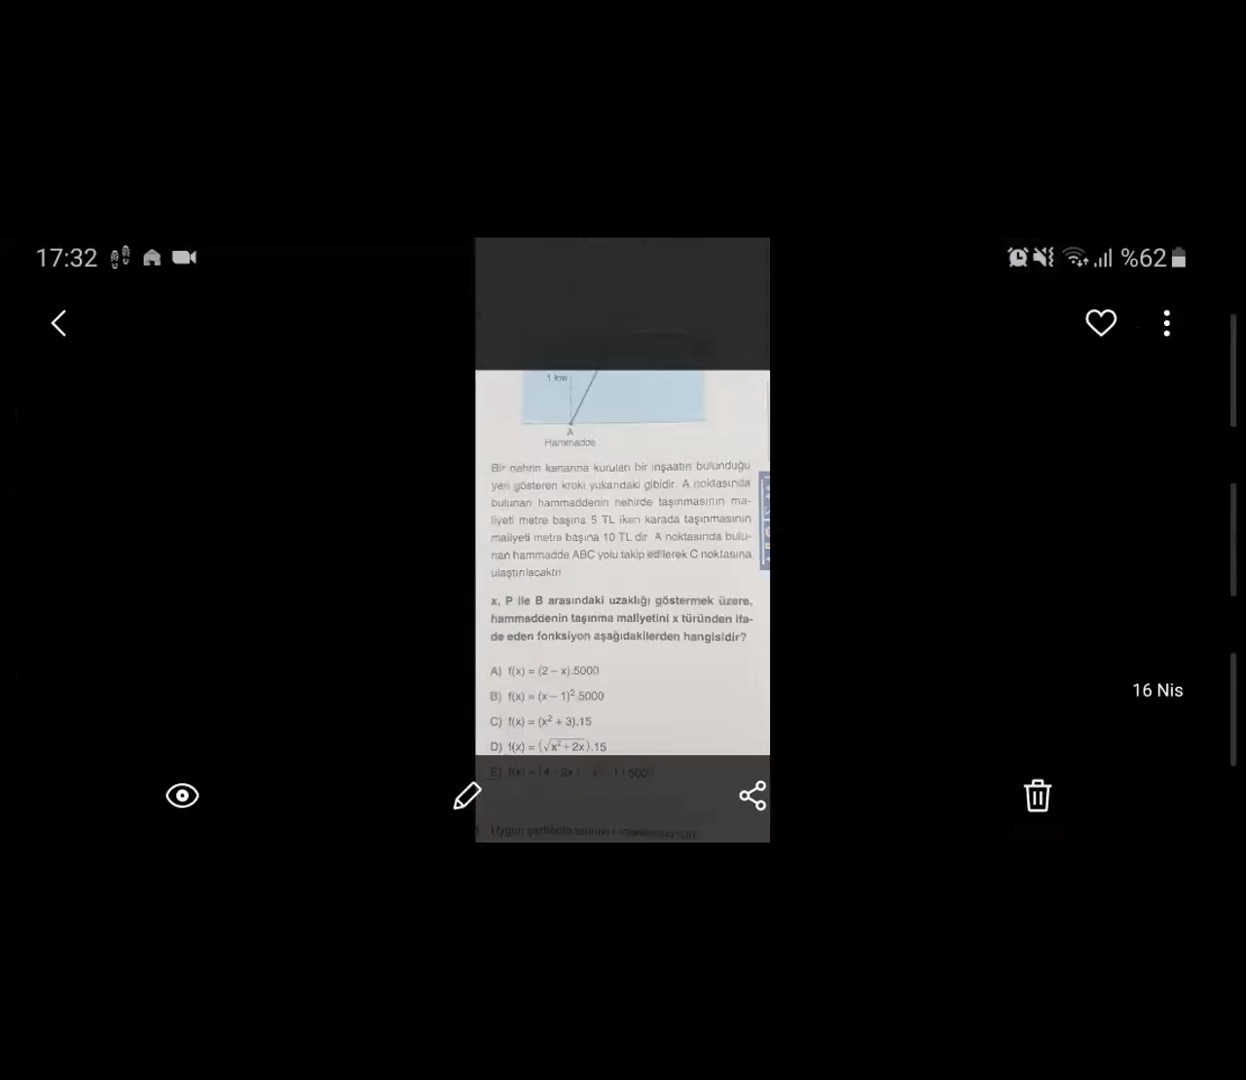 17:32
%62
1 km
A
Hammadde
Bir nehrin kenarına kurulan bir inşaatın bulunduğu
yeri gösteren kroki yukarıdaki gibidir. A noktasında
bulunan hammaddenin nehirde taşınmasının ma-
liyeti metre başına 5 TL iken karada taşınmasının
maliyeti metre başına 10 TL dir. A noktasında bulu-
nan hammadde ABC yolu takip edilerek C noktasına
ulaştırılacaktır.
x, P ile B arasındaki uzaklığı göstermek üzere,
hammaddenin taşınma maliyetini x türünden ifa-
de eden fonksiyon aşağıdakilerden hangisidir?
A) f(x) = (2 – x).5000
B) f(x) = (x – 1)².5000
C) f(x) = (x² + 3).15
D) f(x) = (√x² + 2x).15
E) f(x) =
16 Nis
Uygun şartlarda